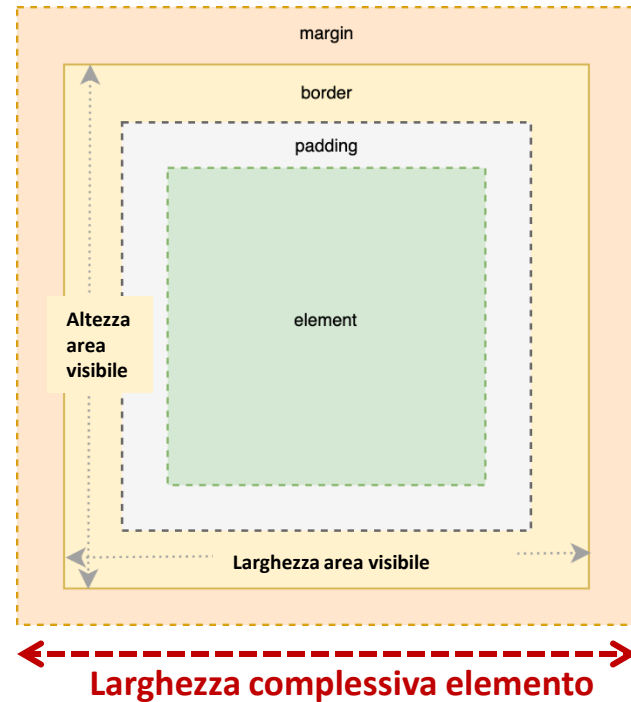 margin
border
padding
element
Altezza
area
visibile
Larghezza area visibile
Larghezza complessiva elemento